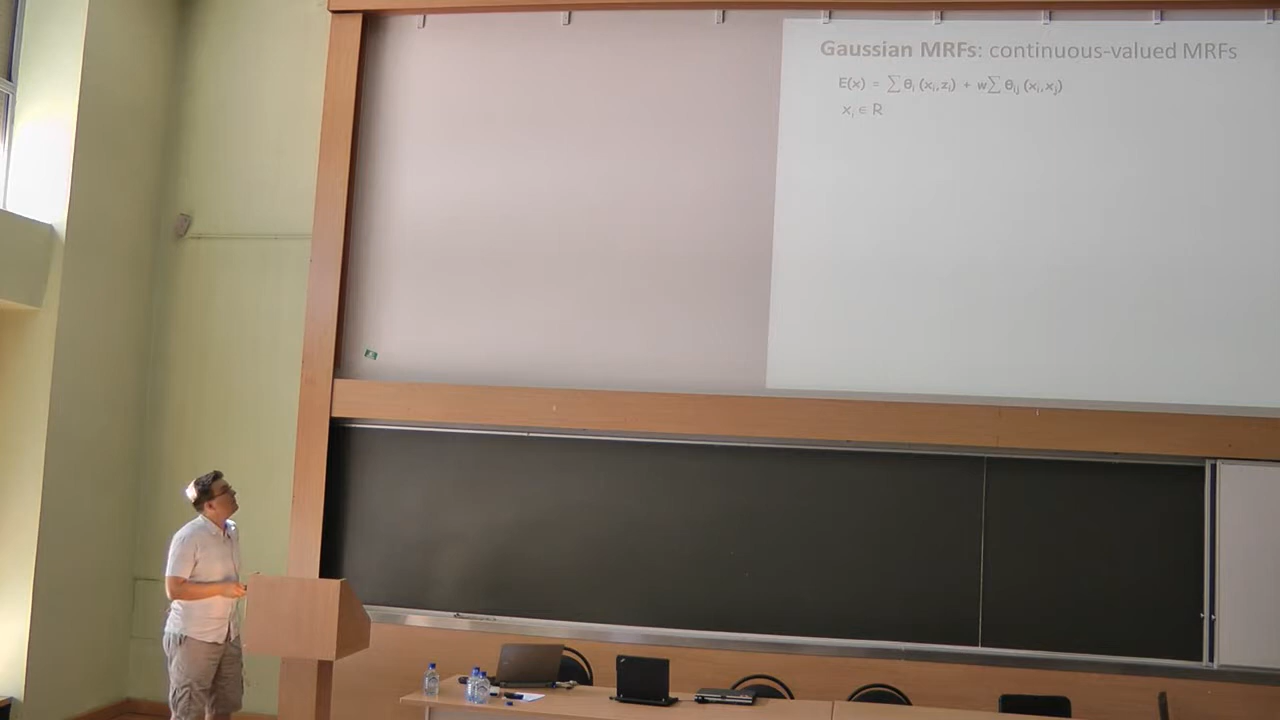 Gaussian MRFs: continuous-valued MRFs
E(x) = ∑ θᵢ (xᵢ,zᵢ) + w∑ θᵢⱼ (xᵢ,xⱼ)
xᵢ ∈ R